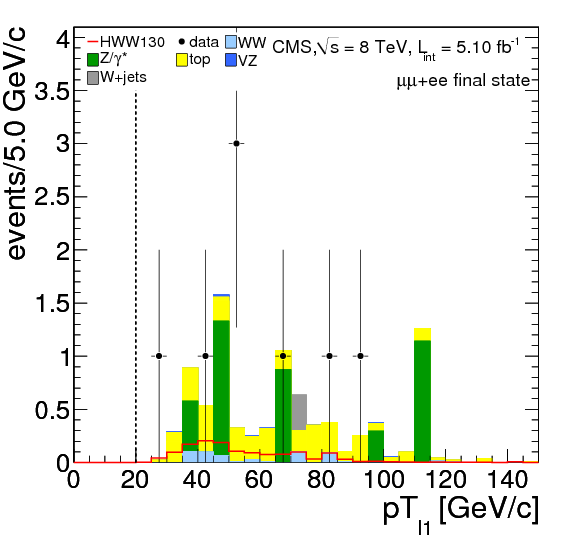 HWW130 data WW CMS,√s = 8 TeV, L_int = 5.10 fb⁻¹
Z/γ* top VZ
W+jets μμ+ee final state
events/5.0 GeV/c
4
3.5
3
2.5
2
1.5
1
0.5
0
0 20 40 60 80 100 120 140
pT_l1 [GeV/c]